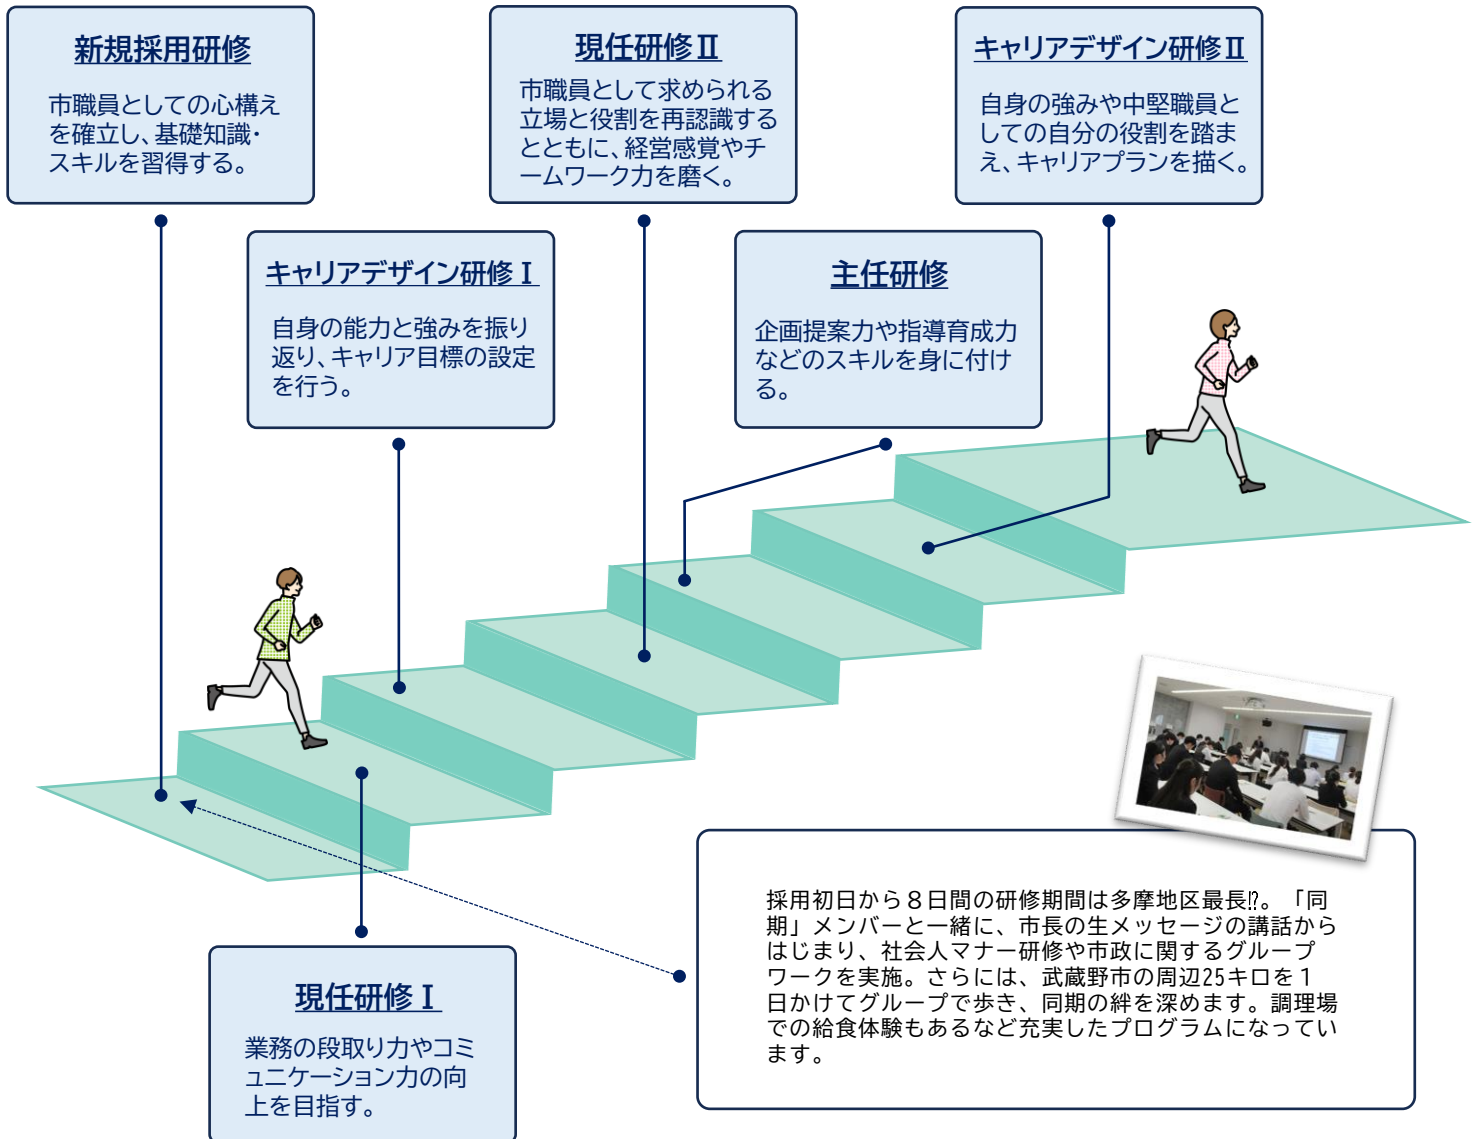 新規採用研修
市職員としての心構え
を確立し、基礎知識・
スキルを習得する。
現任研修Ⅱ
市職員として求められる
立場と役割を再認識する
とともに、経営感覚やチ
ームワーク力を磨く。
キャリアデザイン研修Ⅱ
自身の強みや中堅職員と
しての自分の役割を踏ま
え、キャリアプランを描く。
キャリアデザイン研修Ⅰ
自身の能力と強みを振り
返り、キャリア目標の設定
を行う。
主任研修
企画提案力や指導育成力
などのスキルを身に付け
る。
現任研修Ⅰ
業務の段取り力やコミ
ュニケーション力の向
上を目指す。
採用初日から８日間の研修期間は多摩地区最長⁉。「同
期」メンバーと一緒に、市長の生メッセージの講話から
はじまり、社会人マナー研修や市政に関するグループ
ワークを実施。さらには、武蔵野市の周辺25キロを１
日かけてグループで歩き、同期の絆を深めます。調理場
での給食体験もあるなど充実したプログラムになってい
ます。